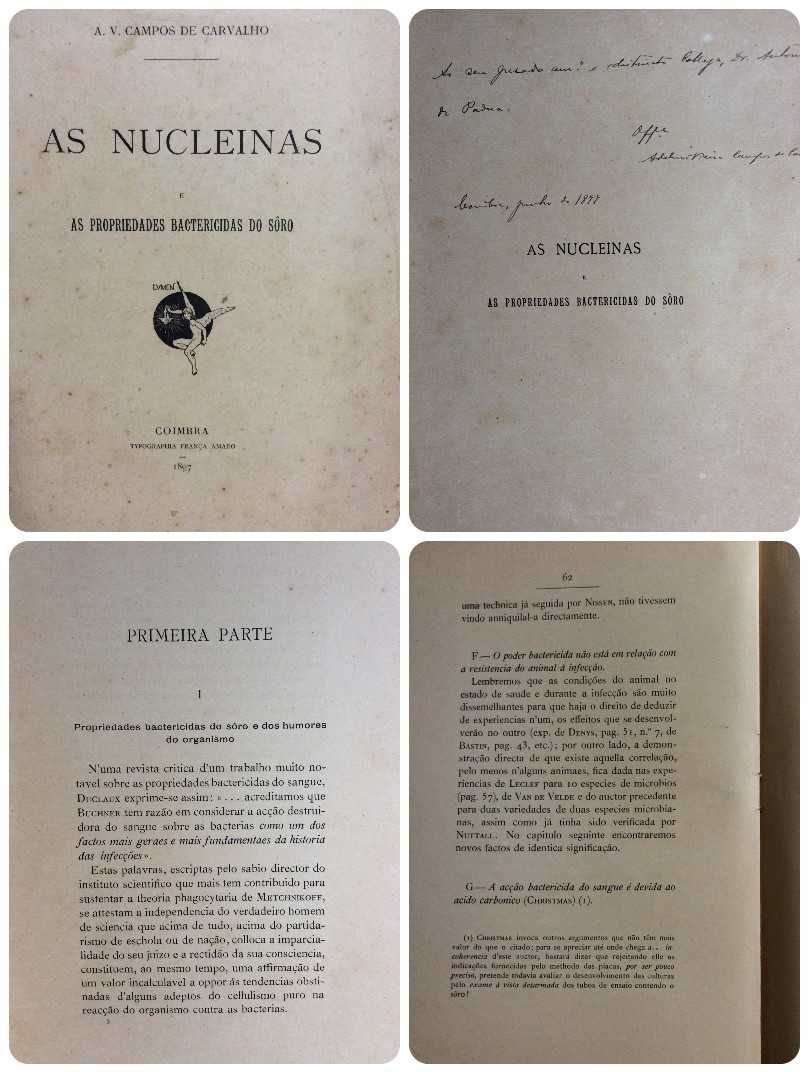 A. V. CAMPOS DE CARVALHO
AS NUCLEINAS
E
AS PROPRIEDADES BACTERICIDAS DO SÔRO
LVMEN
COIMBRA
TYPOGRAPHIA FRANÇA AMADO
1897
Ao seu presado am.º e distincto Collega, Dr. Antonio
de Padua.
Off.e
Campos de
Coimbra, junho de 1898
AS NUCLEINAS
E
AS PROPRIEDADES BACTERICIDAS DO SÔRO
PRIMEIRA PARTE
I
Propriedades bactericidas do sôro e dos humores
do organismo
N'uma revista critica d'um trabalho muito no-
tavel sobre as propriedades bactericidas do sangue,
DUCLAUX exprime-se assim: «... acreditamos que
BUCHNER tem razão em considerar a acção destrui-
dora do sangue sobre as bacterias como um dos
factos mais geraes e mais fundamentaes da historia
das infecções».
Estas palavras, escriptas pelo sabio director do
instituto scientifico que mais tem contribuido para
sustentar a theoria phagocytaria de METCHNIKOFF,
se attestam a independencia do verdadeiro homem
de sciencia que acima de tudo, acima do partida-
rismo de eschola ou de nação, colloca a imparcia-
lidade do seu juizo e a rectidão da sua consciencia,
constituem, ao mesmo tempo, uma affirmação de
um valor incalculavel a oppor ás tendencias obsti-
nadas d'alguns adeptos do cellulismo puro na
reacção do organismo contra as bacterias.
62
uma technica já seguida por NISSEN, não tivessem
vindo anniquilal-a directamente.
F — O poder bactericida não está em relação com
a resistencia do animal á infecção.
Lembremos que as condições do animal no
estado de saude e durante a infecção são muito
dissemelhantes para que haja o direito de deduzir
de experiencias n'um, os effeitos que se desenvol-
verão no outro (exp. de DENYS, pag. 51, n.º 7, de
BASTIN, pag. 43, etc.); por outro lado, a demon-
stração directa de que existe aquella correlação,
pelo menos n'alguns animaes, fica dada nas expe-
riencias de LECLEF para 10 especies de microbios
(pag. 57), de VAN DE VELDE e do auctor precedente
para duas variedades de duas especies microbia-
nas, assim como já tinha sido verificada por
NUTTALL. No capitulo seguinte encontraremos
novos factos de identica significação.
G — A acção bactericida do sangue é devida ao
acido carbonico (CHRISTMAS) (1).
(1) CHRISTMAS invoca outros argumentos que não têm mais
valor do que o citado; para se apreciar até onde chega a... in-
coherencia d'este auctor, bastará dizer que rejeitando elle as
indicações fornecidas pelo methodo das placas, por ser pouco
preciso, pretende todavia avaliar o desenvolvimento das culturas
pelo exame á vista desarmada dos tubos de ensaio contendo o
sôro!